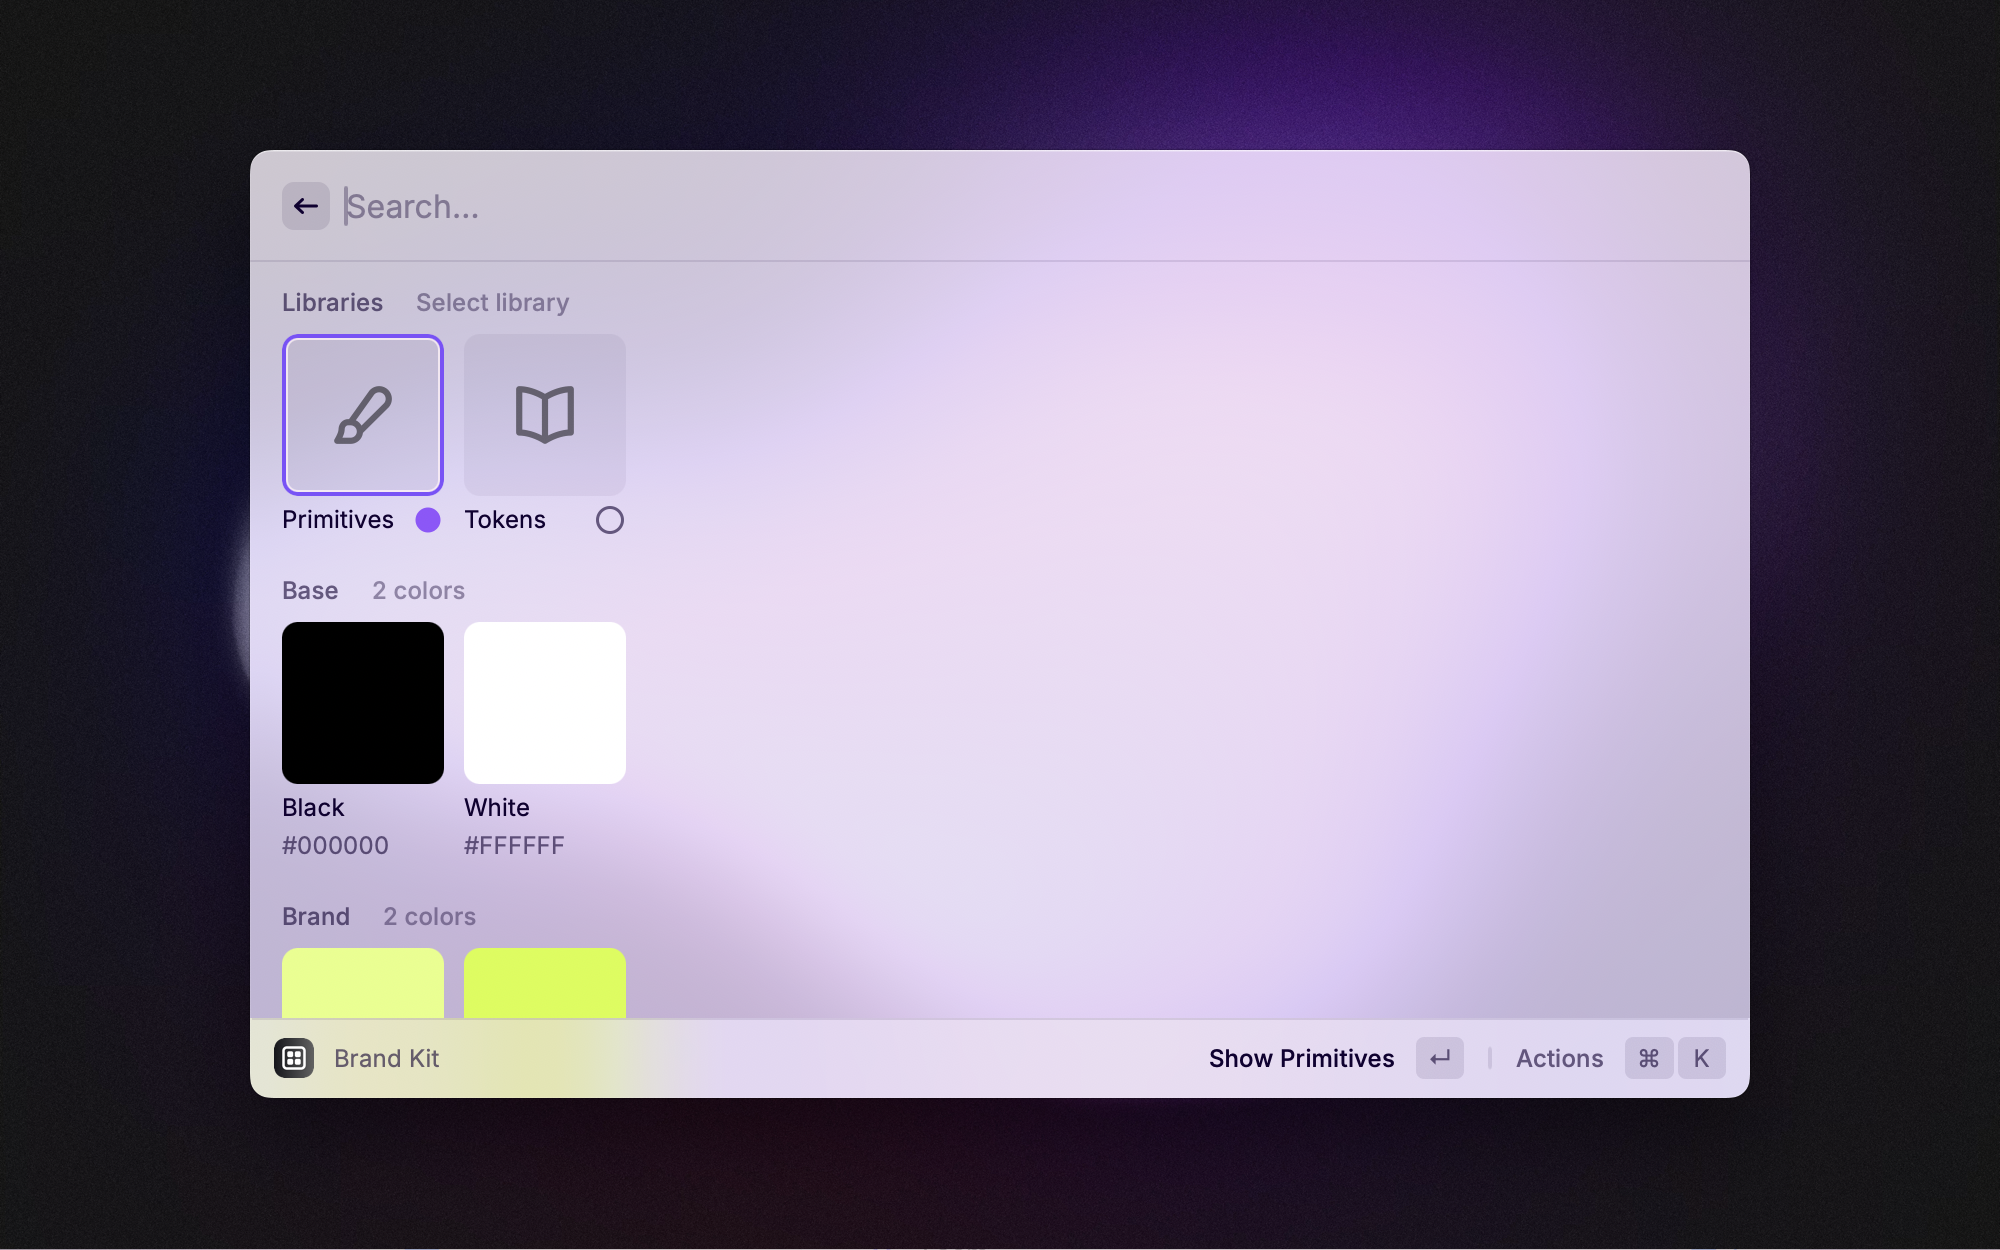 Search...
Libraries Select library
Primitives Tokens
Base 2 colors
Black White
#000000 #FFFFFF
Brand 2 colors
Brand Kit Show Primitives Actions ⌘ K